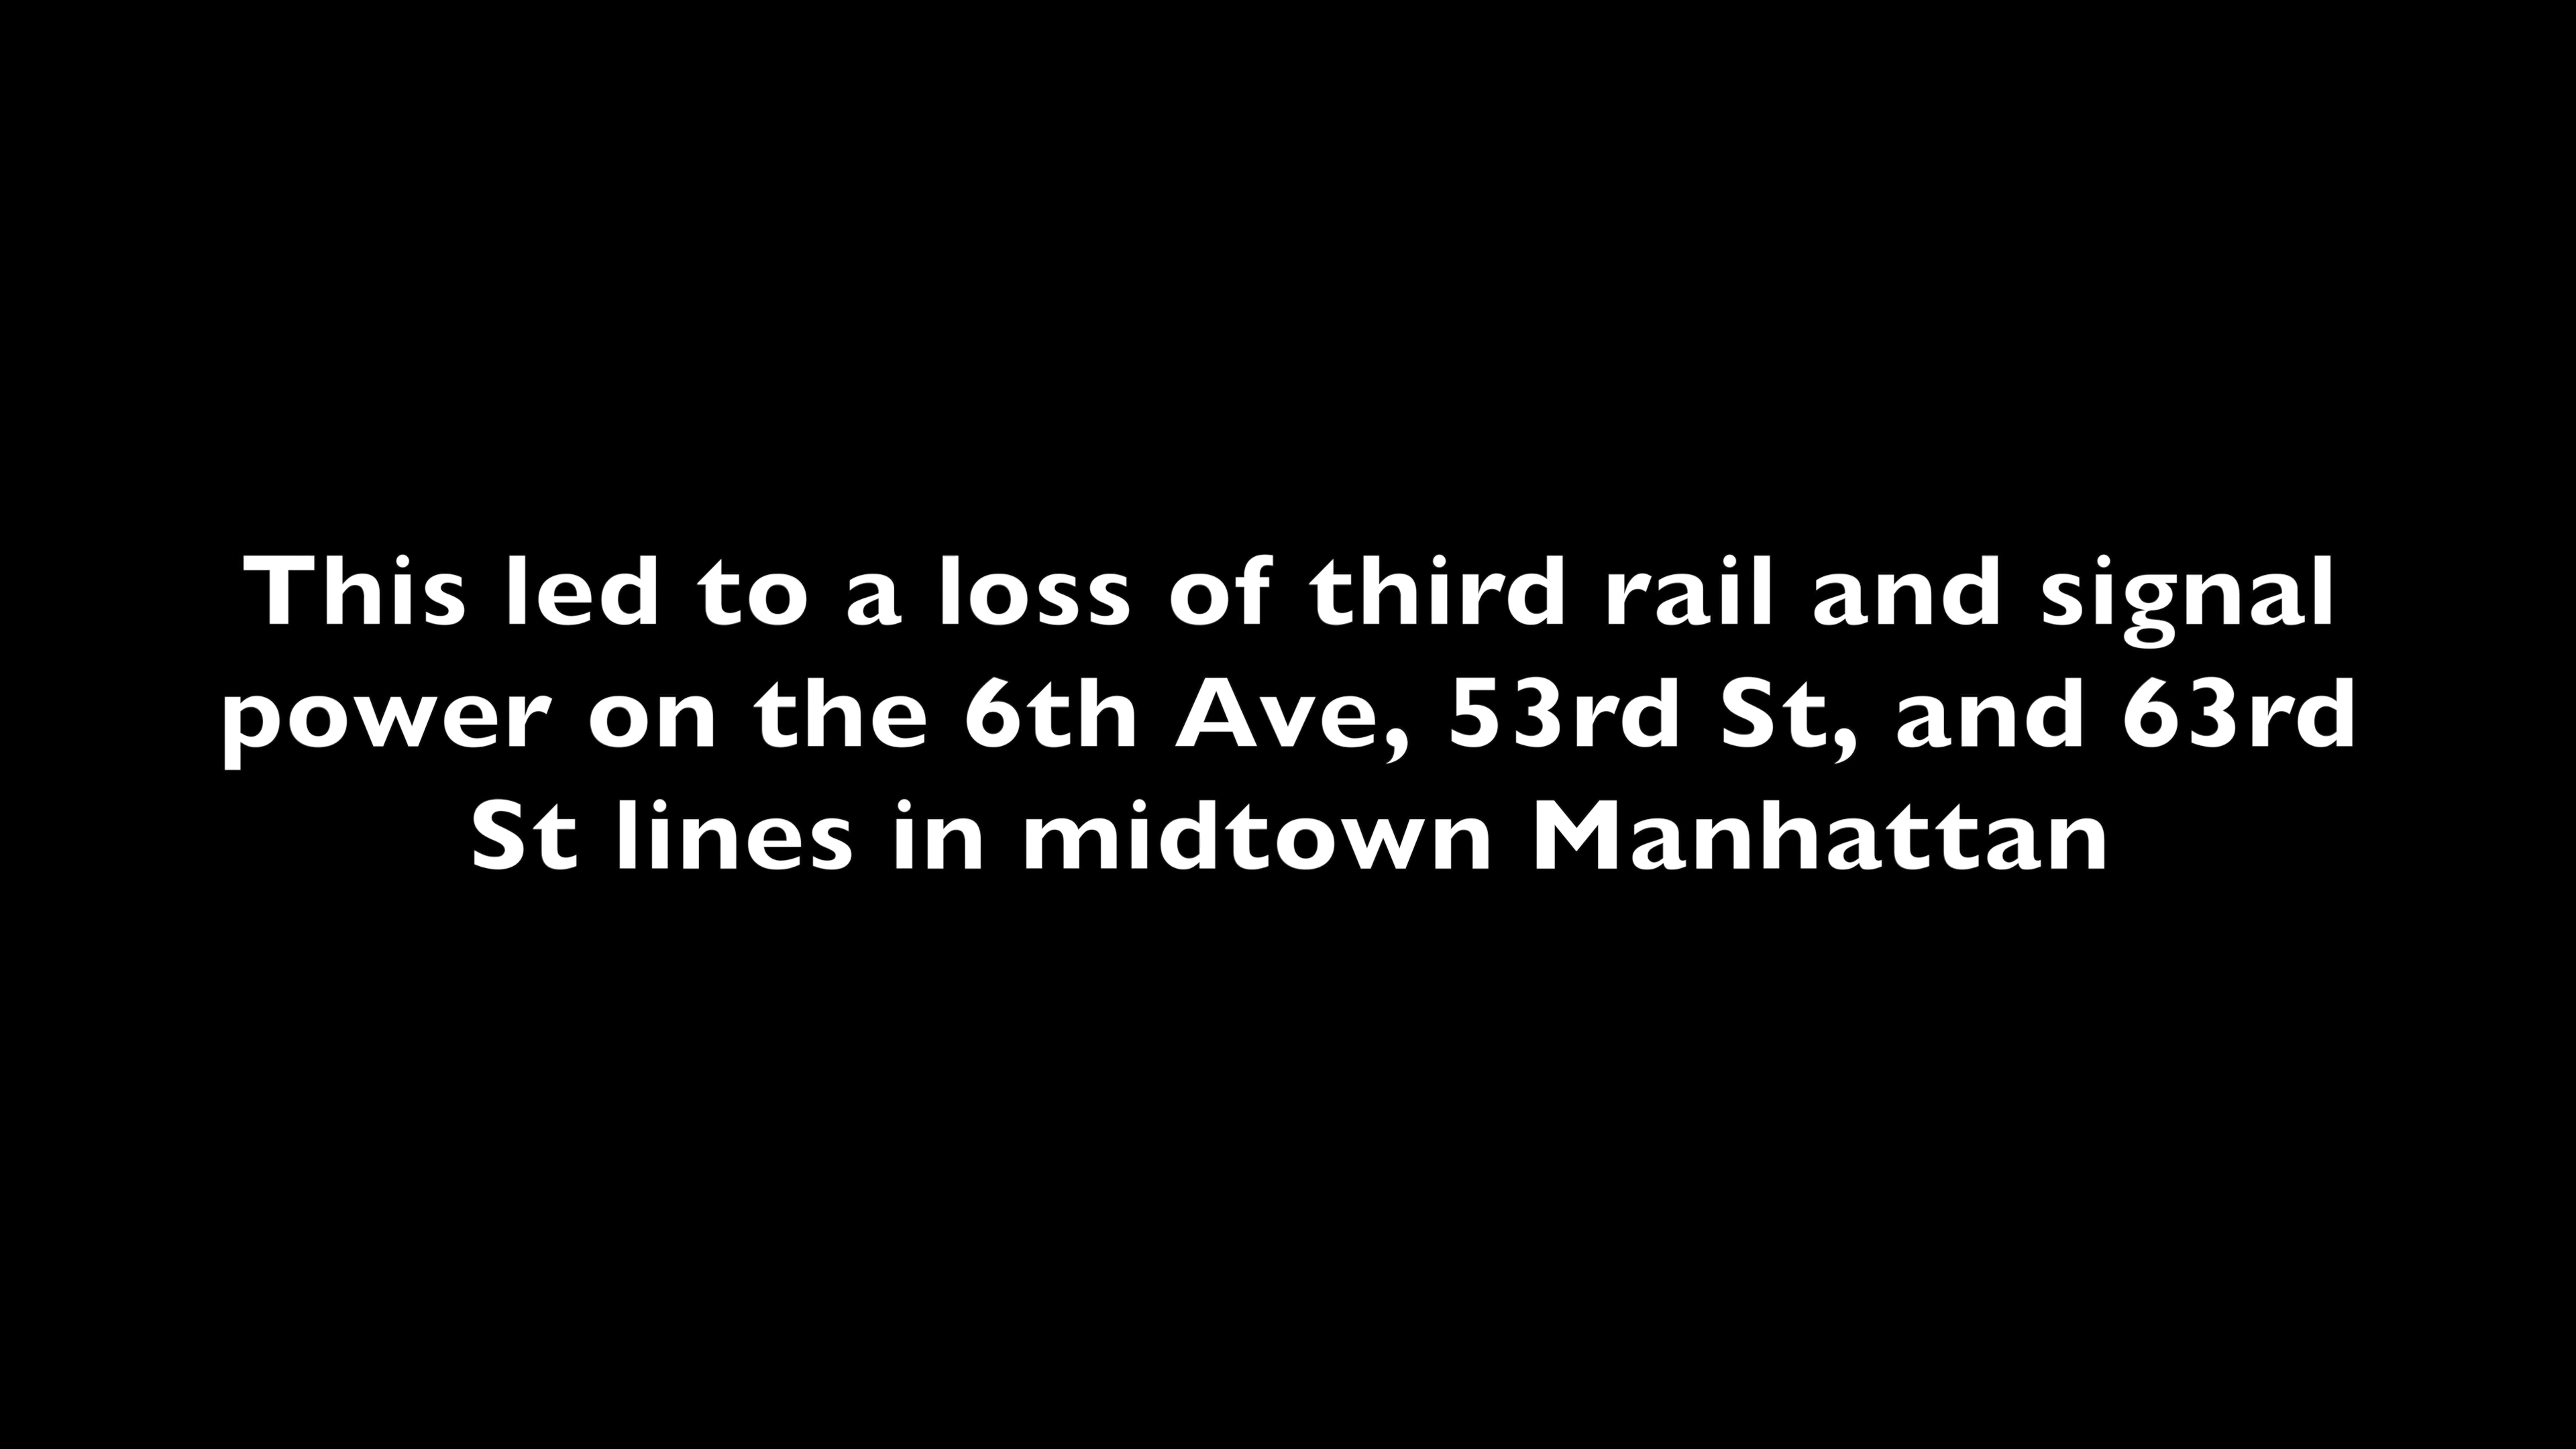 This led to a loss of third rail and signal
power on the 6th Ave, 53rd St, and 63rd
St lines in midtown Manhattan